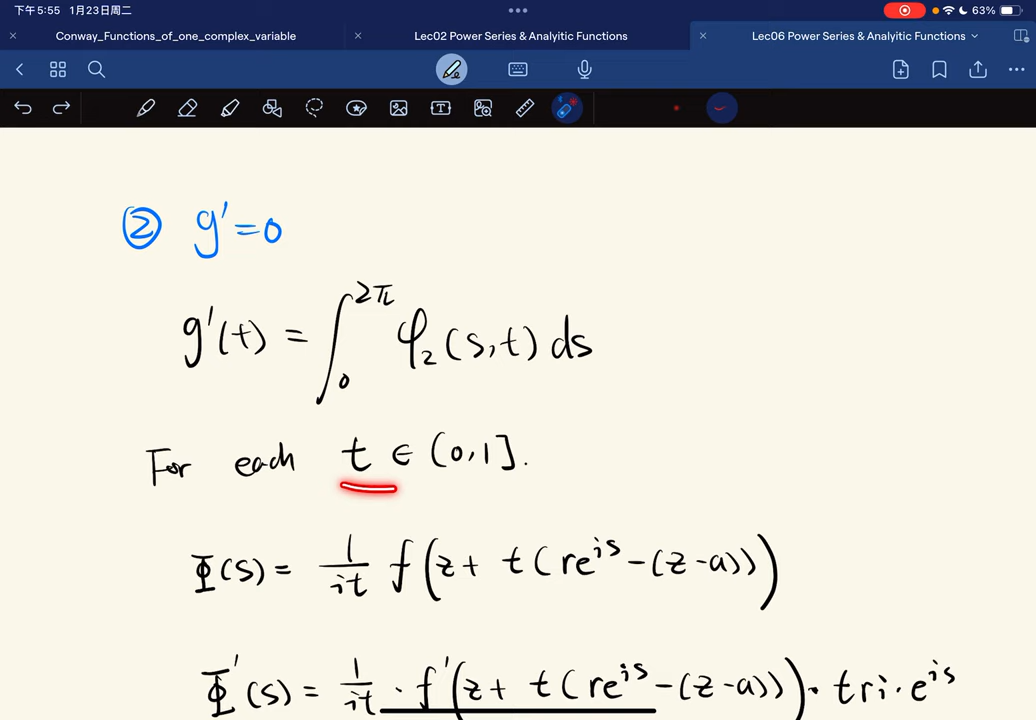 下午5:55 1月23日周二
63%
Conway_Functions_of_one_complex_variable
Lec02 Power Series & Analyitic Functions
Lec06 Power Series & Analyitic Functions
② g'=0
g'(t) = ∫₀^{2π} φ₂(s,t) ds
For each t ∈ (0,1].
Φ(s) = 1/(it) f(z + t(re^{is} - (z-a)))
Φ'(s) = 1/(it) · f'(z + t(re^{is} - (z-a))) · tri · e^{is}